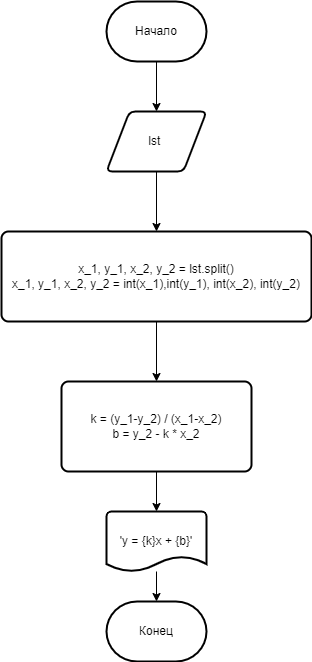 Начало
lst
x_1, y_1, x_2, y_2 = lst.split()
x_1, y_1, x_2, y_2 = int(x_1),int(y_1), int(x_2), int(y_2)
k = (y_1-y_2) / (x_1-x_2)
b = y_2 - k * x_2
'y = {k}x + {b}'
Конец